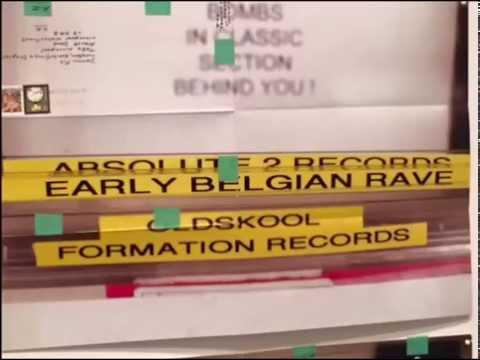 BOMBS
IN CLASSIC
SECTION
BEHIND YOU!
ABSOLUTE 2 RECORDS
EARLY BELGIAN RAVE
OLDSKOOL
FORMATION RECORDS